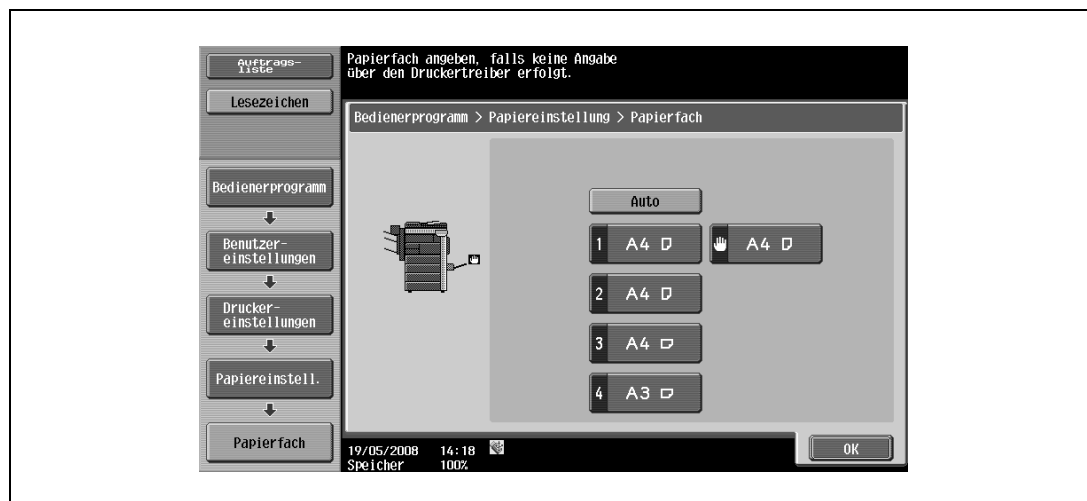 Auftrags-
liste
Lesezeichen
Papierfach angeben, falls keine Angabe
über den Druckertreiber erfolgt.
Bedienerprogramm > Papiereinstellung > Papierfach
Bedienerprogramm
Benutzer-
einstellungen
Drucker-
einstellungen
Papiereinstell.
Papierfach
Auto
1 A4
A4
2 A4
3 A4
4 A3
19/05/2008 14:18
Speicher 100%
OK